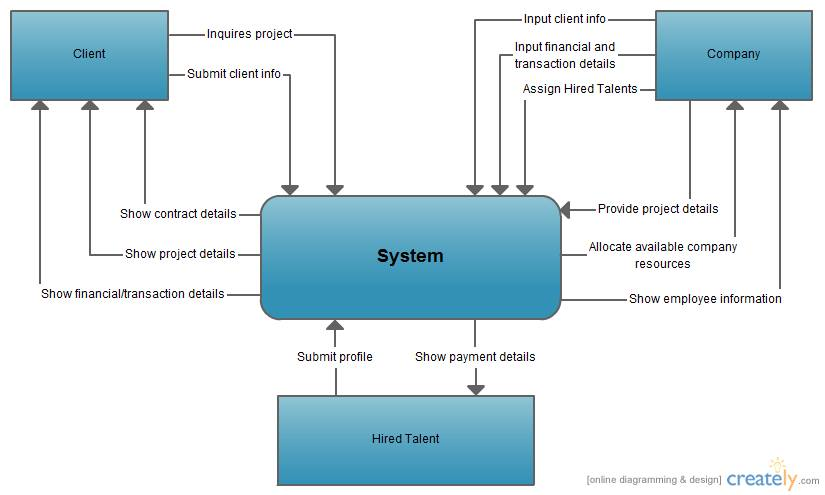 Client
Inquires project
Submit client info
Input client info
Input financial and
transaction details
Assign Hired Talents
Company
Show contract details
Show project details
Show financial/transaction details
System
Provide project details
Allocate available company
resources
Show employee information
Submit profile
Show payment details
Hired Talent
[online diagramming & design] creately.com